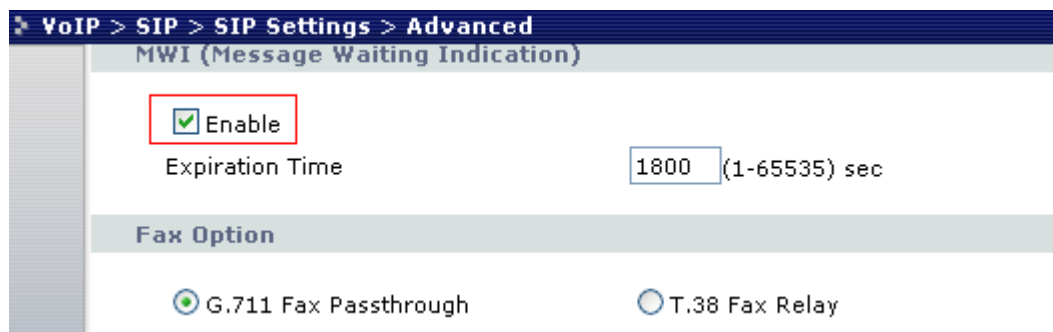 VoIP > SIP > SIP Settings > Advanced
MWI (Message Waiting Indication)
Enable
Expiration Time 1800 (1-65535) sec
Fax Option
G.711 Fax Passthrough T.38 Fax Relay